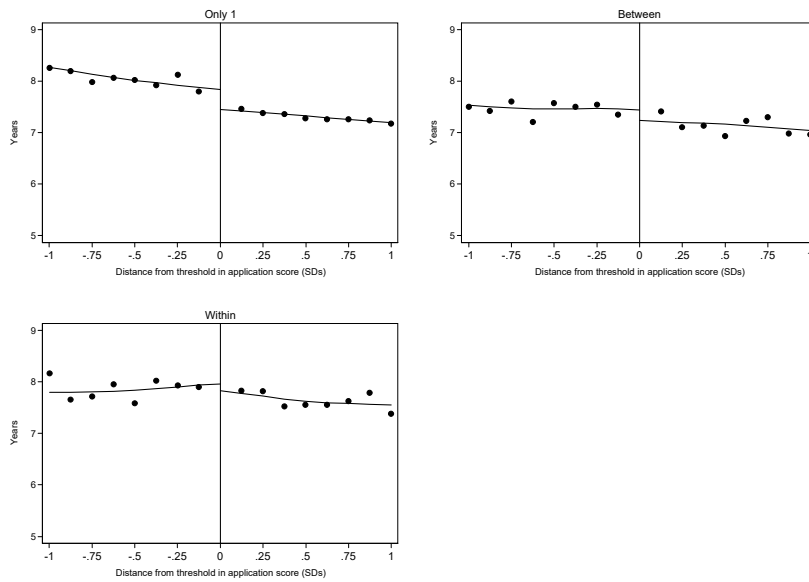 Only 1
9
8
7
6
5
Years
-1 -.75 -.5 -.25 0 .25 .5 .75 1
Distance from threshold in application score (SDs)
Between
9
8
7
6
5
Years
-1 -.75 -.5 -.25 0 .25 .5 .75 1
Distance from threshold in application score (SDs)
Within
9
8
7
6
5
Years
-1 -.75 -.5 -.25 0 .25 .5 .75 1
Distance from threshold in application score (SDs)